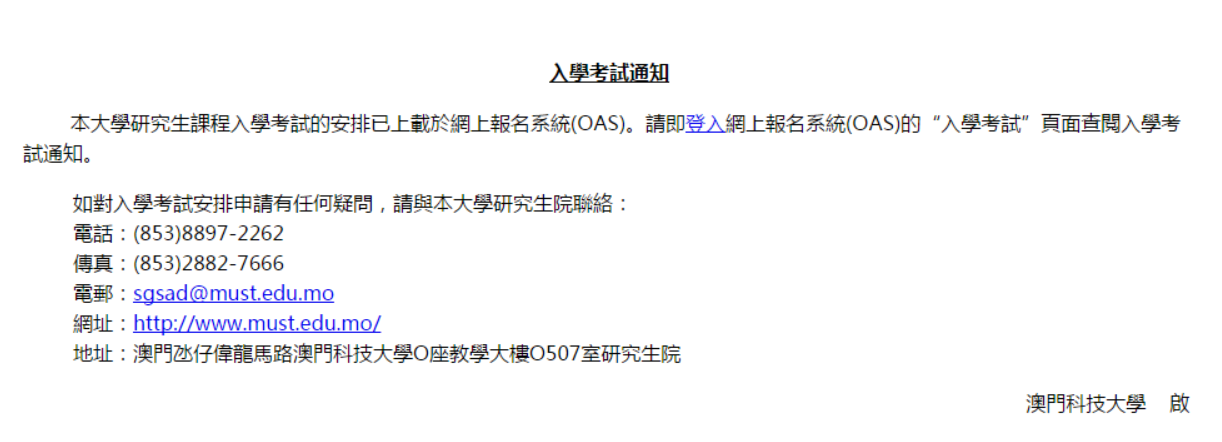 入學考試通知
本大學研究生課程入學考試的安排已上載於網上報名系統(OAS)。請即登入網上報名系統(OAS)的“入學考試”頁面查閱入學考
試通知。
如對入學考試安排申請有任何疑問，請與本大學研究生院聯絡：
電話：(853)8897-2262
傳真：(853)2882-7666
電郵：sgsad@must.edu.mo
網址：http://www.must.edu.mo/
地址：澳門氹仔偉龍馬路澳門科技大學O座教學大樓O507室研究生院
澳門科技大學 啟